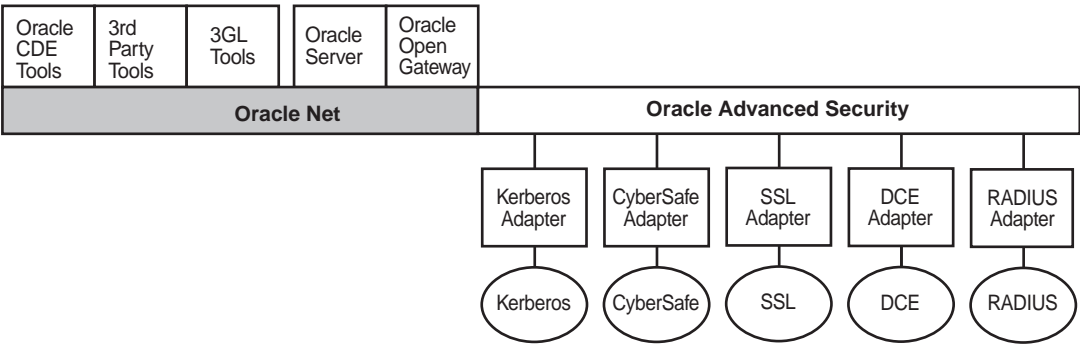 Oracle
CDE
Tools
3rd
Party
Tools
3GL
Tools
Oracle
Server
Oracle
Open
Gateway
Oracle Net
Oracle Advanced Security
Kerberos
Adapter
CyberSafe
Adapter
SSL
Adapter
DCE
Adapter
RADIUS
Adapter
Kerberos
CyberSafe
SSL
DCE
RADIUS